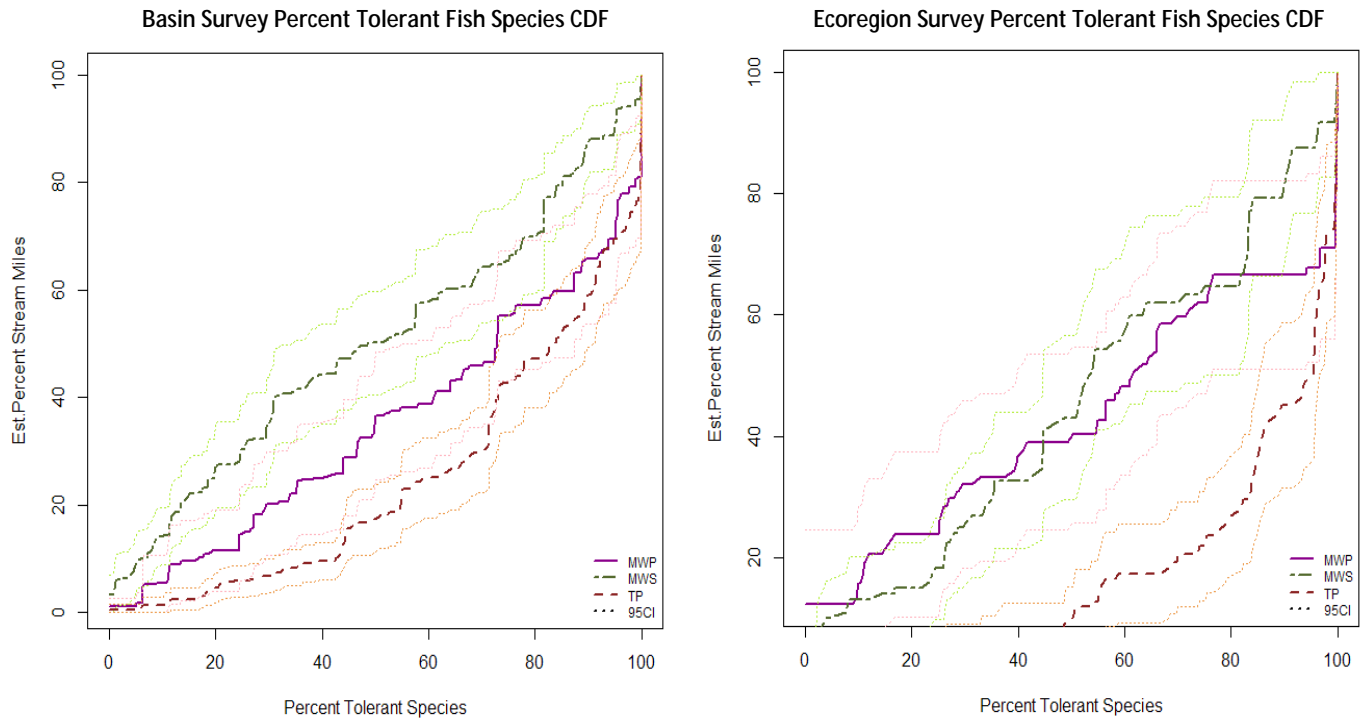 Basin Survey Percent Tolerant Fish Species CDF
Est.Percent Stream Miles
100
80
60
40
20
0
MWP
MWS
TP
95CI
0 20 40 60 80 100
Percent Tolerant Species
Ecoregion Survey Percent Tolerant Fish Species CDF
Est.Percent Stream Miles
100
80
60
40
20
MWP
MWS
TP
95CI
0 20 40 60 80 100
Percent Tolerant Species